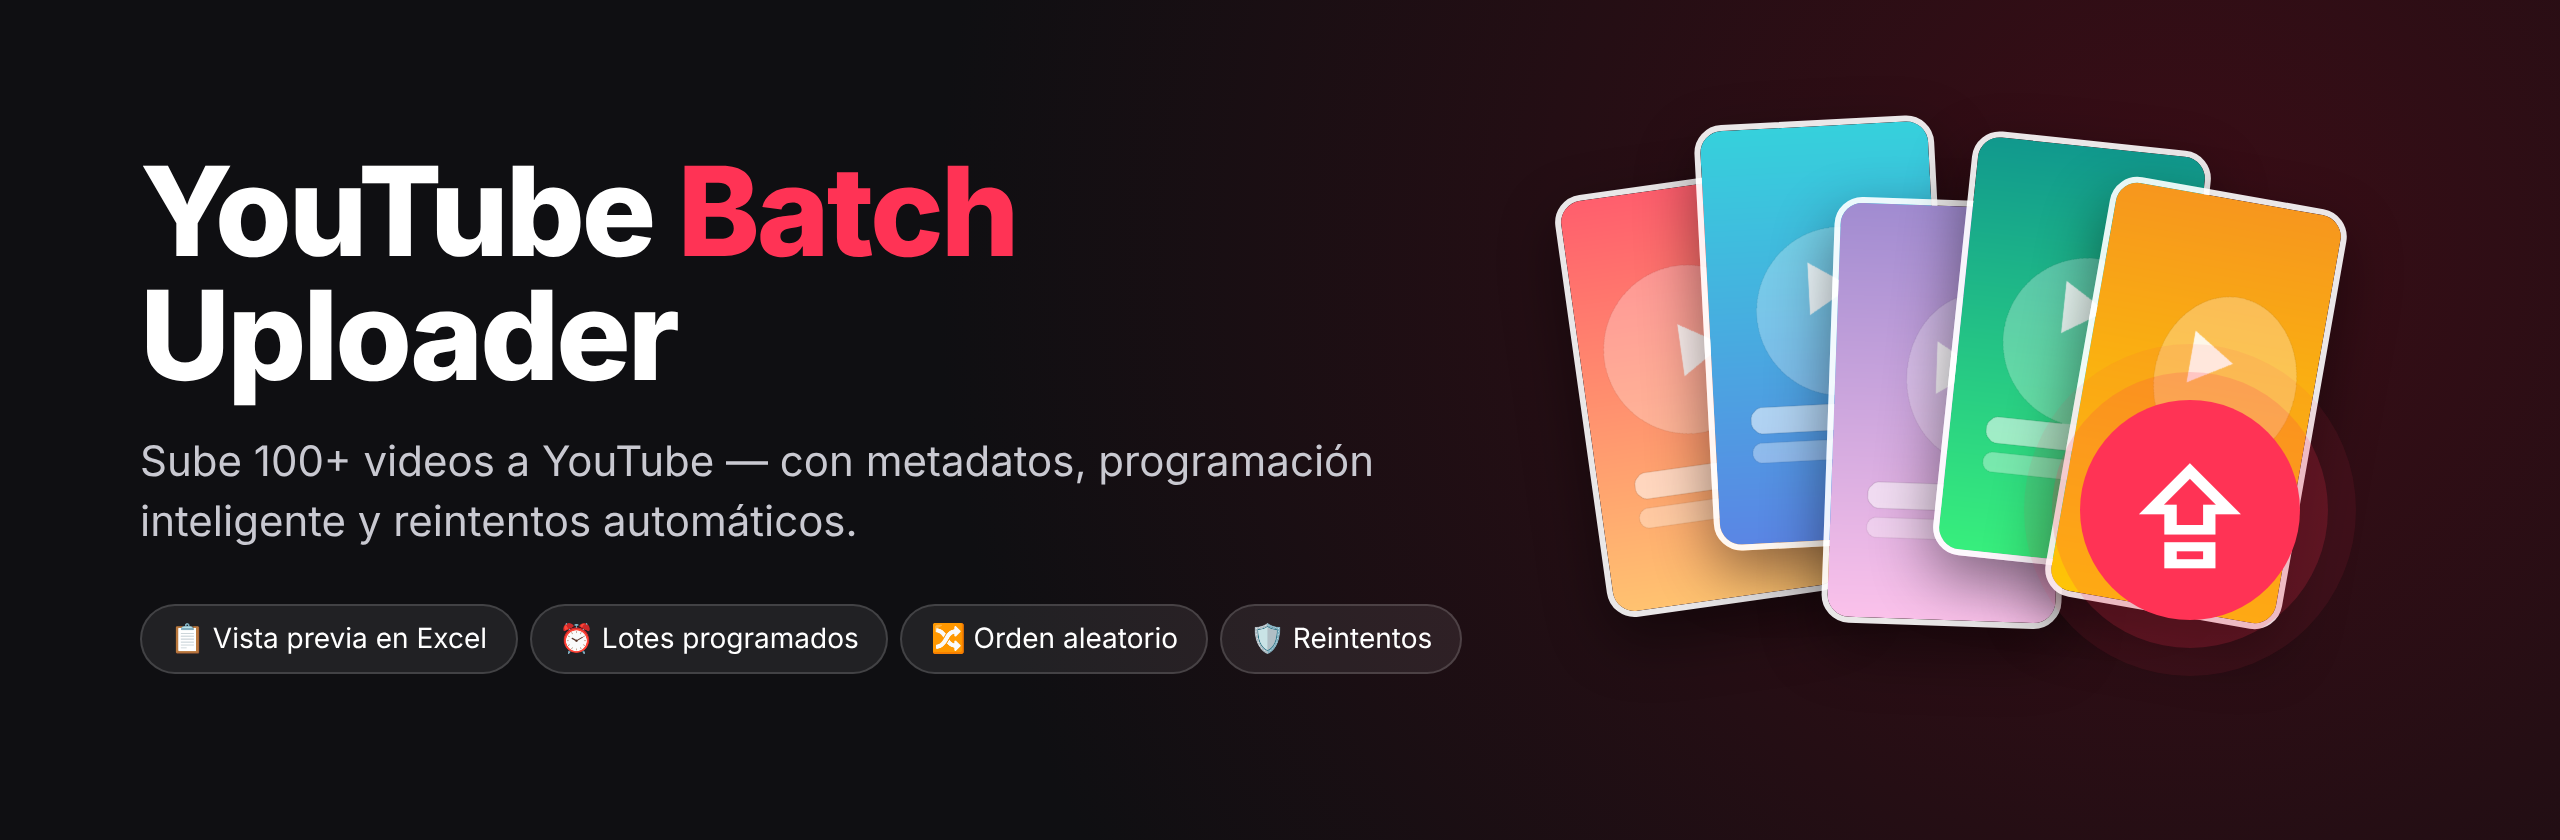 YouTube Batch
Uploader
Sube 100+ videos a YouTube — con metadatos, programación
inteligente y reintentos automáticos.
📋 Vista previa en Excel
⏰ Lotes programados
🔀 Orden aleatorio
🛡️ Reintentos